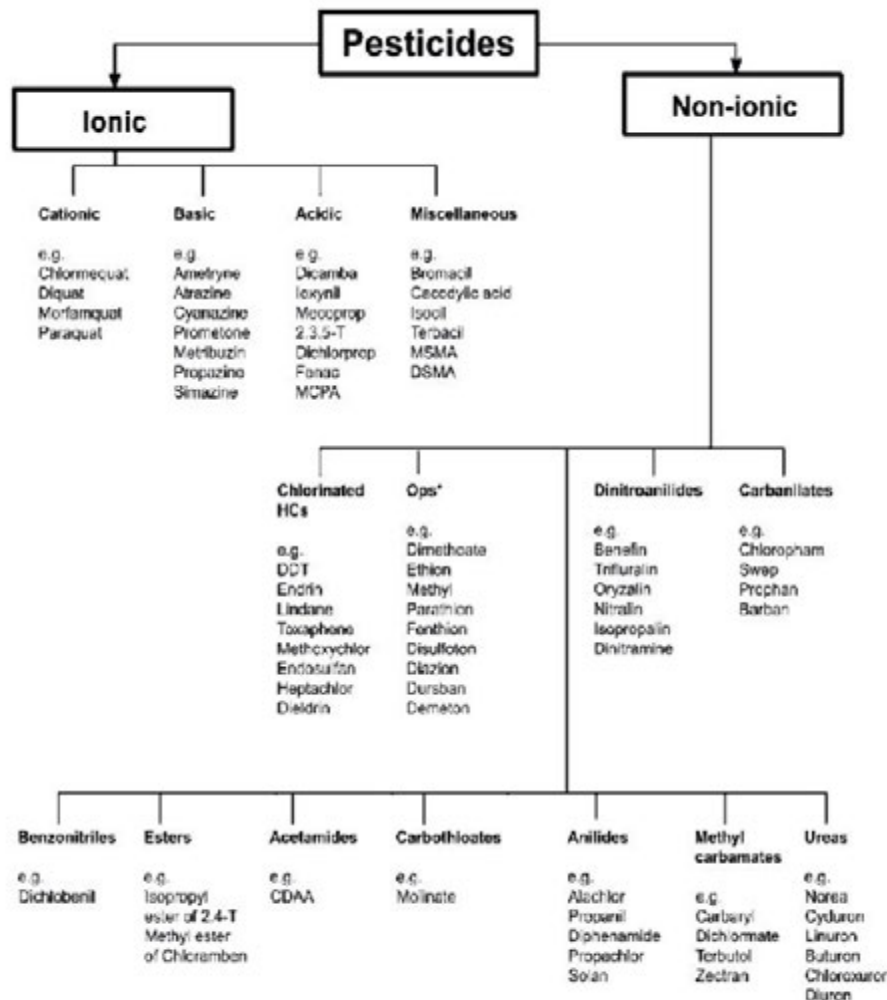 Pesticides
Ionic
Non-ionic
Cationic
e.g.
Chlormequat
Diquat
Morfamquat
Paraquat
Basic
e.g.
Ametryne
Atrazine
Cyanazine
Prometone
Metribuzin
Propazine
Simazine
Acidic
e.g.
Dicamba
Ioxynil
Mecoprop
2.3.5-T
Dichlorprop
Fenac
MCPA
Miscellaneous
e.g.
Bromacil
Cacodylic acid
Isocil
Terbacil
MSMA
DSMA
Chlorinated
HCs
e.g.
DDT
Endrin
Lindane
Toxaphene
Methoxychlor
Endosulfan
Heptachlor
Dieldrin
Ops*
e.g.
Dimethoate
Ethion
Methyl
Parathion
Fenthion
Disulfoton
Diazion
Dursban
Demeton
Dinitroanilides
e.g.
Benefin
Trifluralin
Oryzalin
Nitralin
Isopropalin
Dinitramine
Carbanilates
e.g.
Chloropham
Swep
Prophan
Barban
Benzonitriles
e.g.
Dichlobenil
Esters
e.g.
Isopropyl
ester of 2.4-T
Methyl ester
of Chloramben
Acetamides
e.g.
CDAA
Carbothioates
e.g.
Molinate
Anilides
e.g.
Alachlor
Propanil
Diphenamide
Propachlor
Solan
Methyl
carbamates
e.g.
Carbaryl
Dichlormate
Terbutol
Zectran
Ureas
e.g.
Norea
Cyduron
Linuron
Buturon
Chloroxuron
Diuron